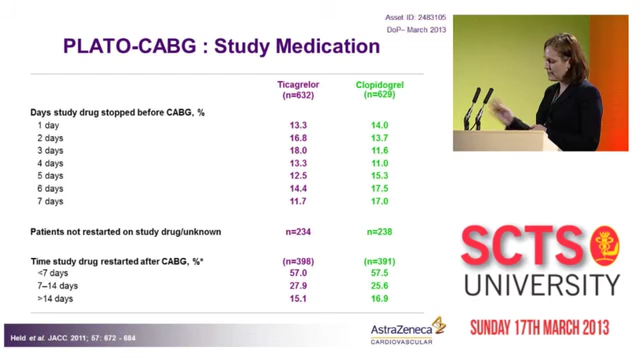 Asset ID: 2483105
DoP– March 2013
PLATO-CABG : Study Medication
Ticagrelor Clopidogrel
(n=632) (n=629)
Days study drug stopped before CABG, %
1 day 13.3 14.0
2 days 16.8 13.7
3 days 18.0 11.6
4 days 13.3 11.0
5 days 12.5 15.3
6 days 14.4 17.5
7 days 11.7 17.0
Patients not restarted on study drug/unknown n=234 n=238
Time study drug restarted after CABG, %* (n=398) (n=391)
<7 days 57.0 57.5
7–14 days 27.9 25.6
>14 days 15.1 16.9
Held et al. JACC 2011; 57: 672 - 684
AstraZeneca
CARDIOVASCULAR
SCTS
UNIVERSITY
SUNDAY 17TH MARCH 2013